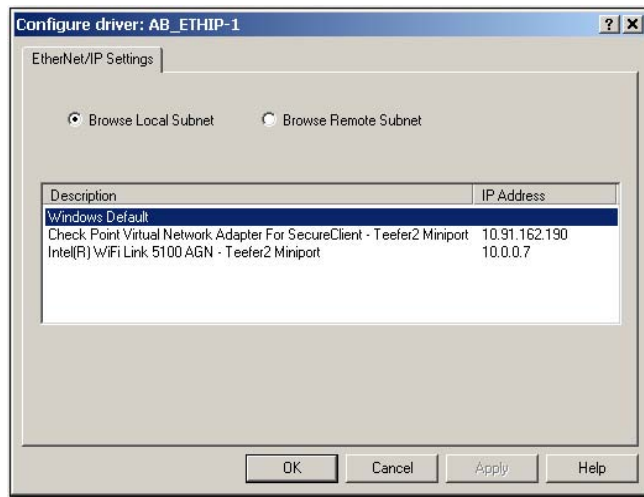 Configure driver: AB_ETHIP-1
EtherNet/IP Settings
Browse Local Subnet Browse Remote Subnet
Description IP Address
Windows Default
Check Point Virtual Network Adapter For SecureClient - Teefer2 Miniport 10.91.162.190
Intel(R) WiFi Link 5100 AGN - Teefer2 Miniport 10.0.0.7
OK Cancel Apply Help